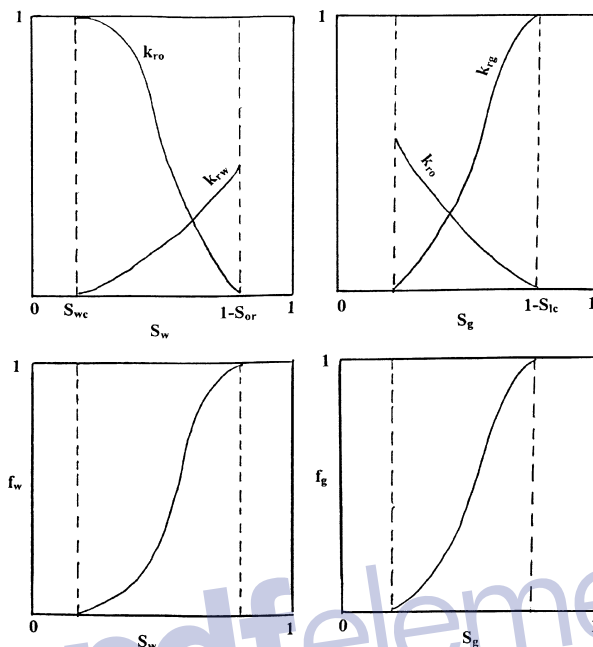 1 1
k_ro k_rg
k_rw k_ro
0 S_wc 1-S_or 1 0 1-S_lc 1
S_w S_g
1 1
f_w f_g
0 S_w 1 0 S_g 1
pdfeleme